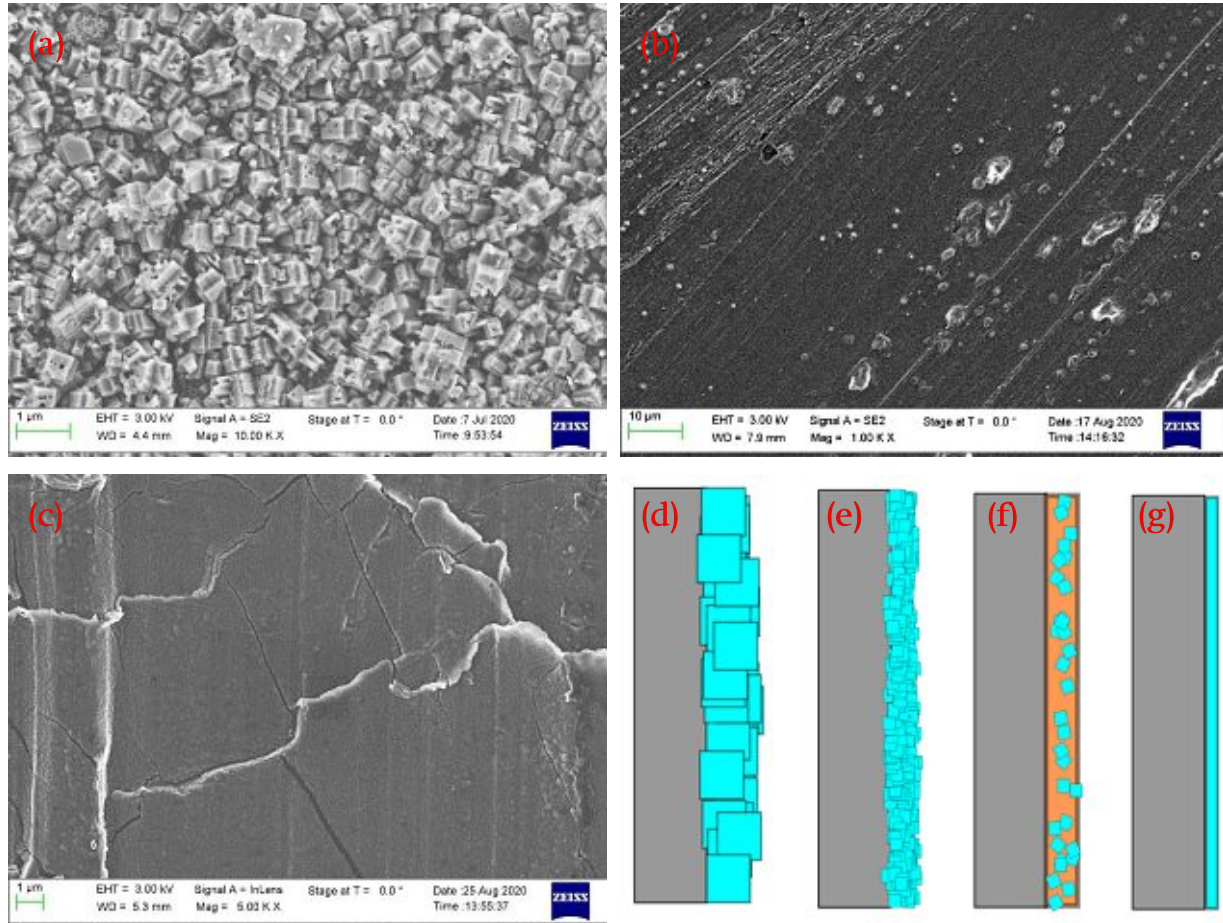 (a)
1 µm
EHT = 3.00 kV Signal A = SE2 Stage at T = 0.0 ° Date :7 Jul 2020
WD = 4.4 mm Mag = 10.00 K X Time :9:53:54
ZEISS
(b)
10 µm
EHT = 3.00 kV Signal A = SE2 Stage at T = 0.0 ° Date :17 Aug 2020
WD = 7.9 mm Mag = 1.00 K X Time :14:16:32
ZEISS
(c)
1 µm
EHT = 3.00 kV Signal A = InLens Stage at T = 0.0 ° Date :25 Aug 2020
WD = 5.3 mm Mag = 5.00 K X Time :13:55:37
ZEISS
(d) (e) (f) (g)